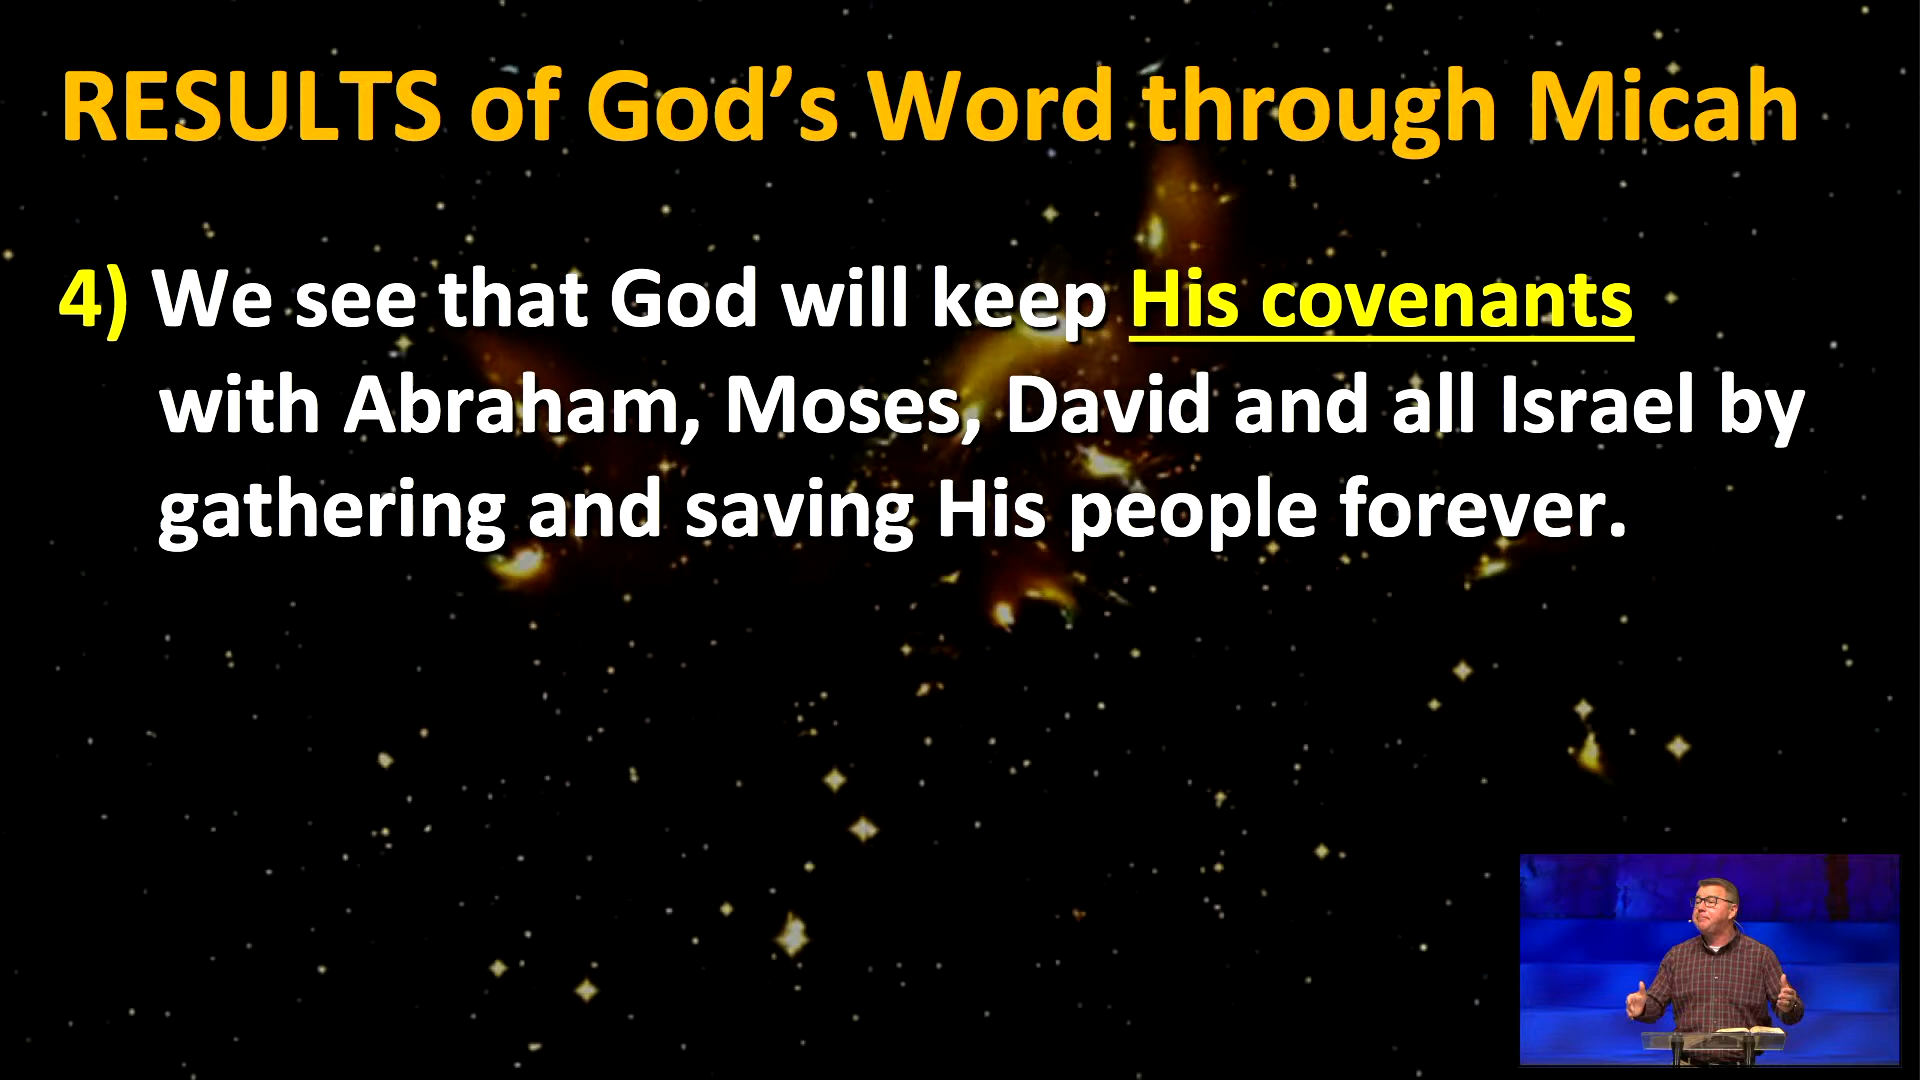 RESULTS of God’s Word through Micah
4) We see that God will keep His covenants
with Abraham, Moses, David and all Israel by
gathering and saving His people forever.